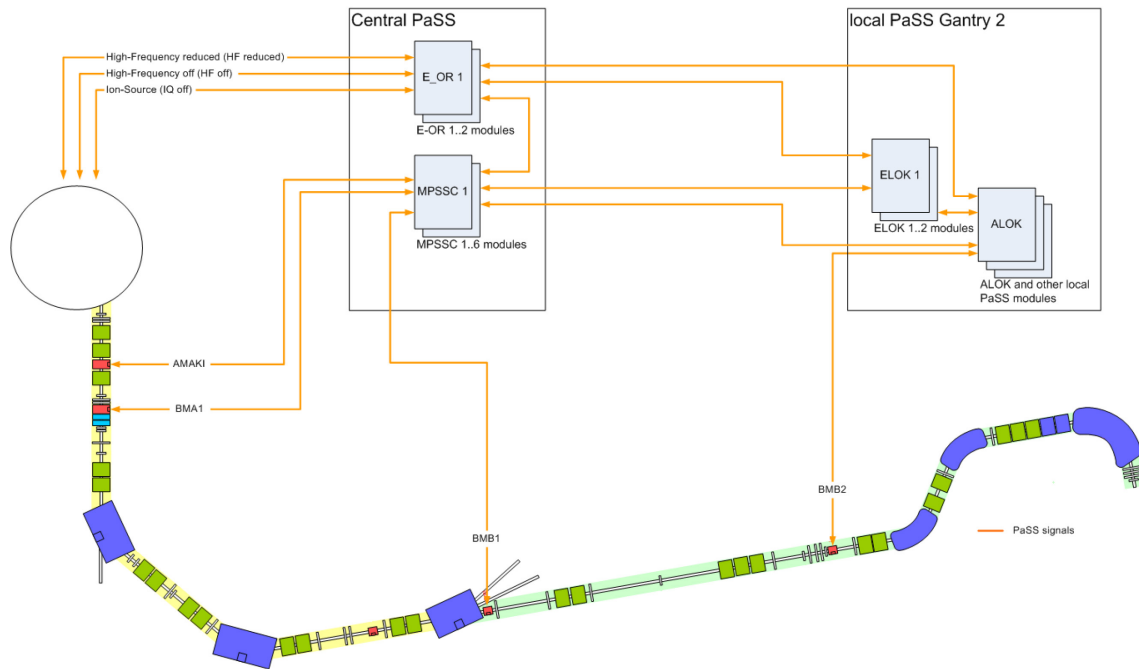 Central PaSS
local PaSS Gantry 2
High-Frequency reduced (HF reduced)
High-Frequency off (HF off)
Ion-Source (IQ off)
E_OR 1
E-OR 1..2 modules
MPSSC 1
MPSSC 1..6 modules
ELOK 1
ELOK 1..2 modules
ALOK
ALOK and other local
PaSS modules
AMAKI
BMA1
BMB2
BMB1
PaSS signals